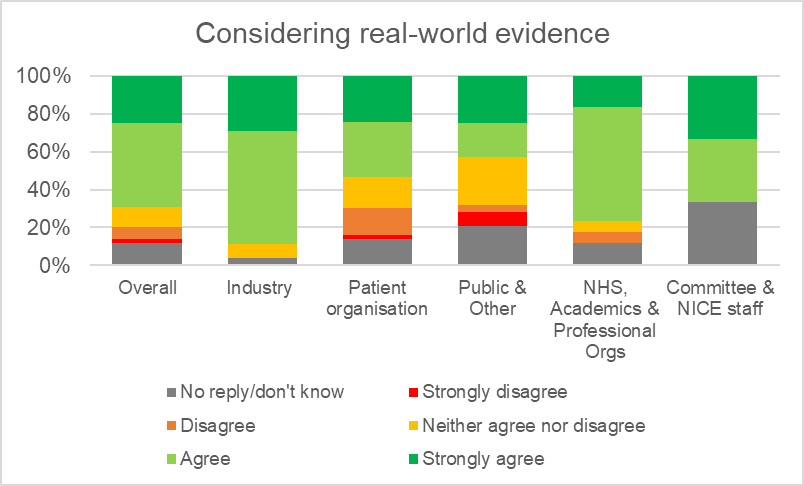 Considering real-world evidence
100%
80%
60%
40%
20%
0%
Overall
Industry
Patient
organisation
Public &
Other
NHS,
Academics &
Professional
Orgs
Committee &
NICE staff
No reply/don't know
Strongly disagree
Disagree
Neither agree nor disagree
Agree
Strongly agree